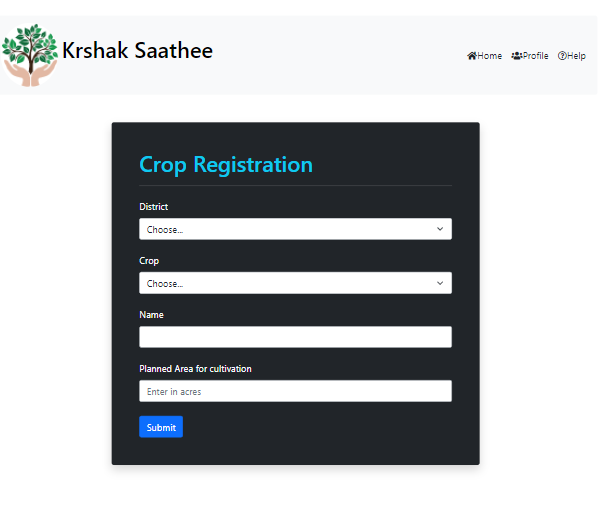 Krshak Saathee
Home Profile Help
Crop Registration
District
Choose...
Crop
Choose...
Name
Planned Area for cultivation
Enter in acres
Submit